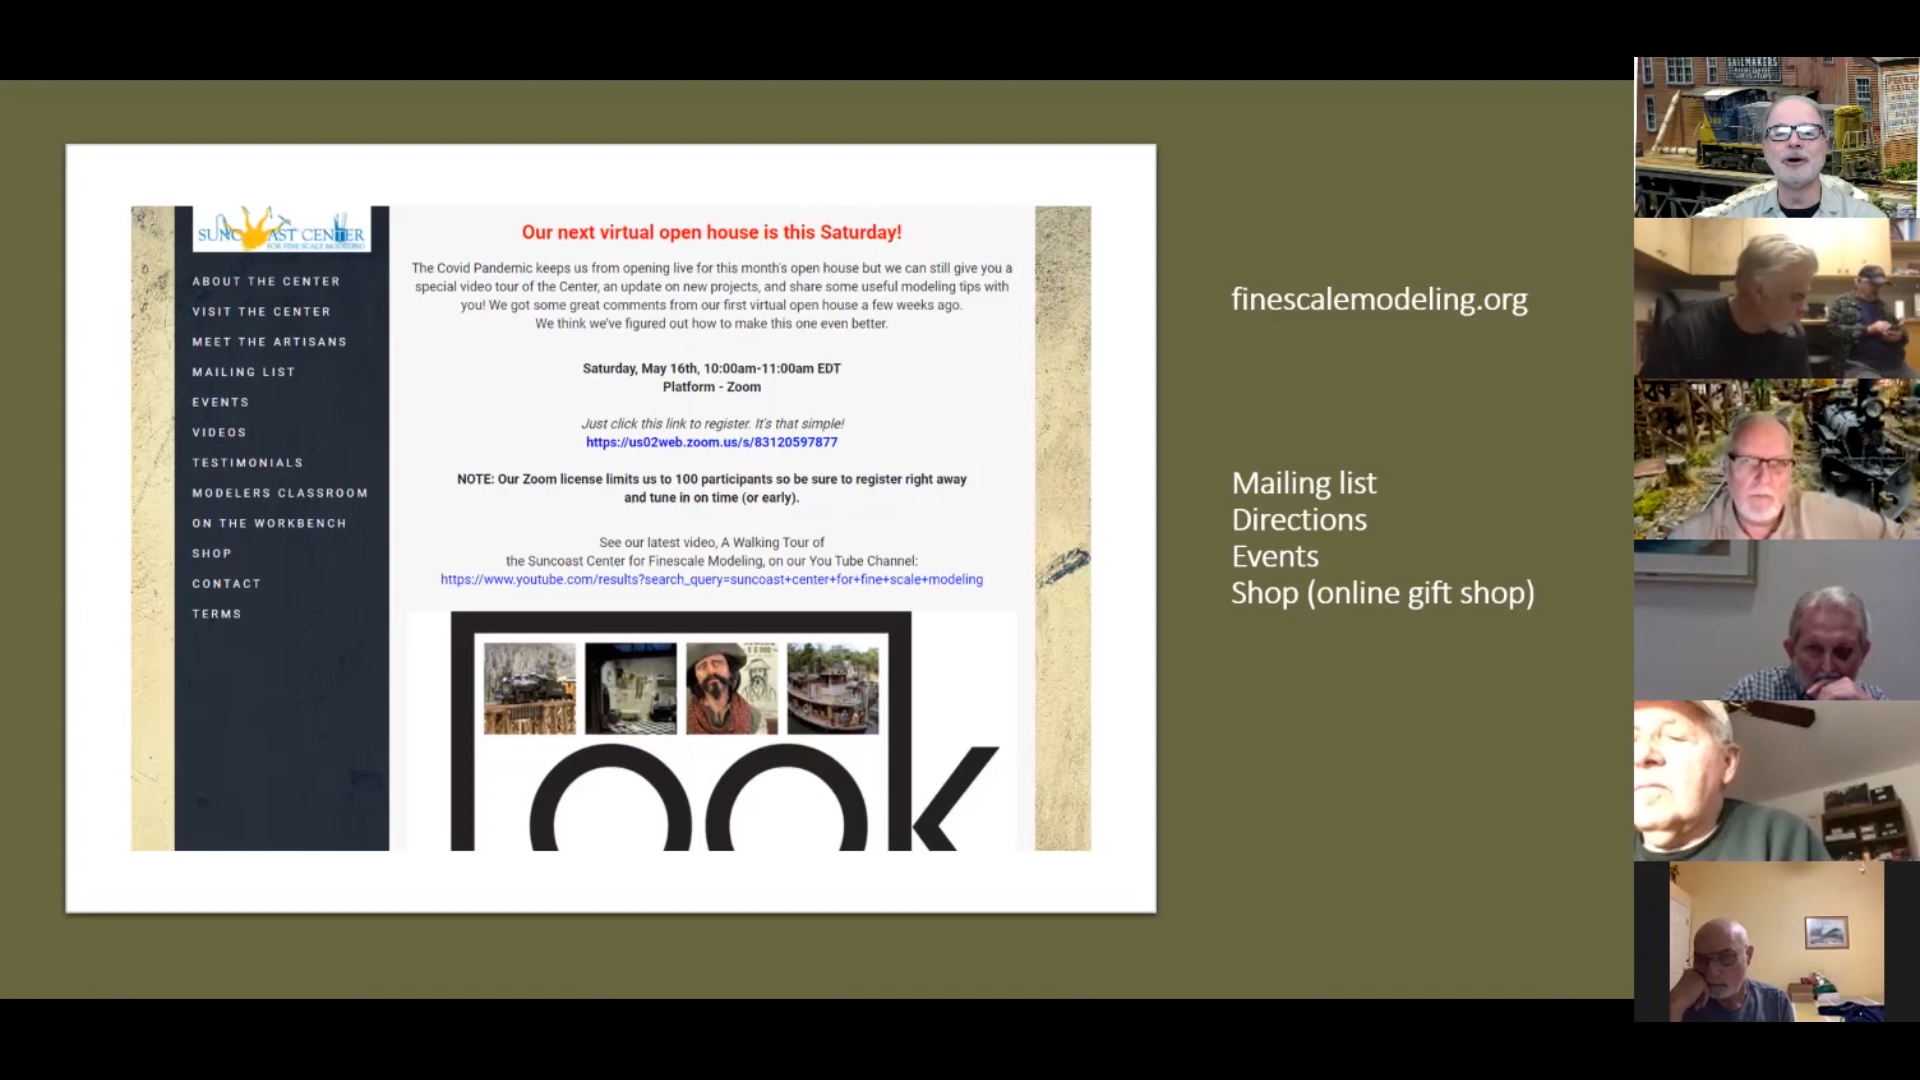 SUNCOAST CENTER
FOR FINE SCALE MODELING
ABOUT THE CENTER
VISIT THE CENTER
MEET THE ARTISANS
MAILING LIST
EVENTS
VIDEOS
TESTIMONIALS
MODELERS CLASSROOM
ON THE WORKBENCH
SHOP
CONTACT
TERMS
Our next virtual open house is this Saturday!
The Covid Pandemic keeps us from opening live for this month's open house but we can still give you a
special video tour of the Center, an update on new projects, and share some useful modeling tips with
you! We got some great comments from our first virtual open house a few weeks ago.
We think we've figured out how to make this one even better.
Saturday, May 16th, 10:00am-11:00am EDT
Platform - Zoom
Just click this link to register. It's that simple!
https://us02web.zoom.us/s/83120597877
NOTE: Our Zoom license limits us to 100 participants so be sure to register right away
and tune in on time (or early).
See our latest video, A Walking Tour of
the Suncoast Center for Finescale Modeling, on our You Tube Channel:
https://www.youtube.com/results?search_query=suncoast+center+for+fine+scale+modeling
Look
finescalemodeling.org
Mailing list
Directions
Events
Shop (online gift shop)
SAILMAKERS